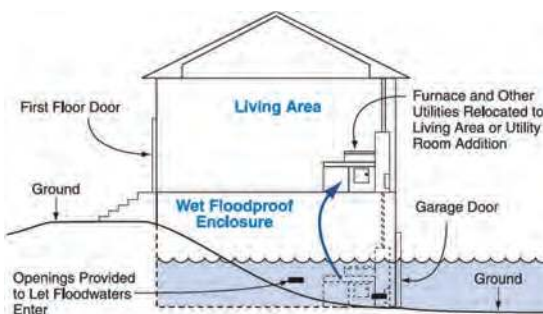 First Floor Door
Living Area
Furnace and Other
Utilities Relocated to
Living Area or Utility
Room Addition
Ground
Wet Floodproof
Enclosure
Garage Door
Openings Provided
to Let Floodwaters
Enter
Ground